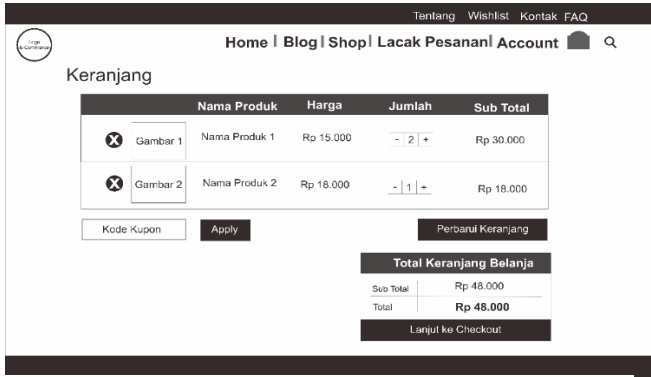 Tentang Wishlist Kontak FAQ
Logo
E-Commerce
Home | Blog | Shop | Lacak Pesanan | Account
Keranjang
Nama Produk Harga Jumlah Sub Total
Gambar 1 Nama Produk 1 Rp 15.000 - 2 + Rp 30.000
Gambar 2 Nama Produk 2 Rp 18.000 - 1 + Rp 18.000
Kode Kupon Apply Perbarui Keranjang
Total Keranjang Belanja
Sub Total Rp 48.000
Total Rp 48.000
Lanjut ke Checkout